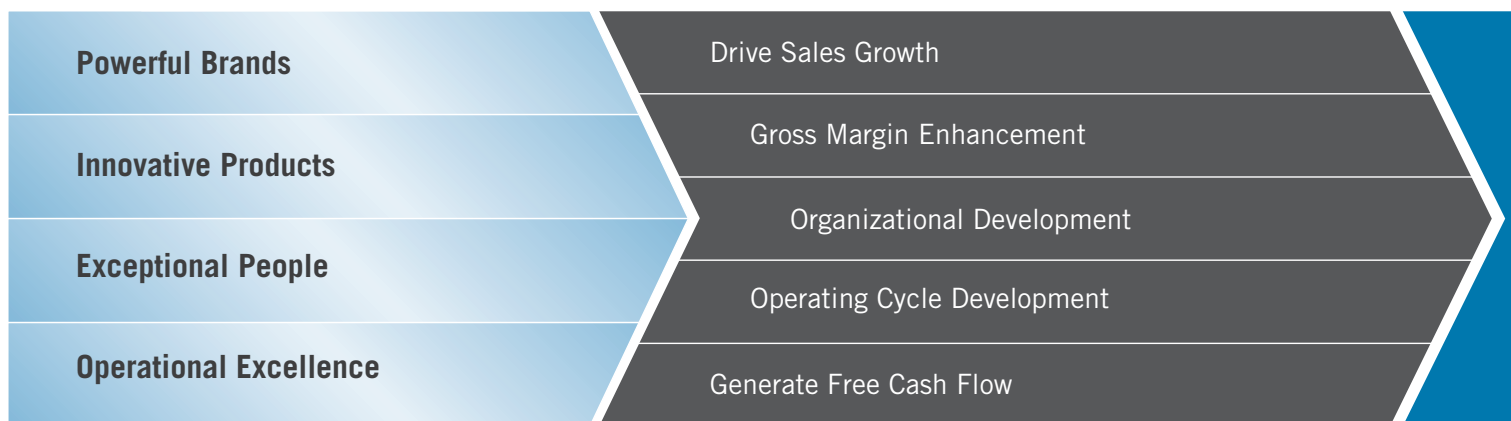 Powerful Brands
Innovative Products
Exceptional People
Operational Excellence
Drive Sales Growth
Gross Margin Enhancement
Organizational Development
Operating Cycle Development
Generate Free Cash Flow